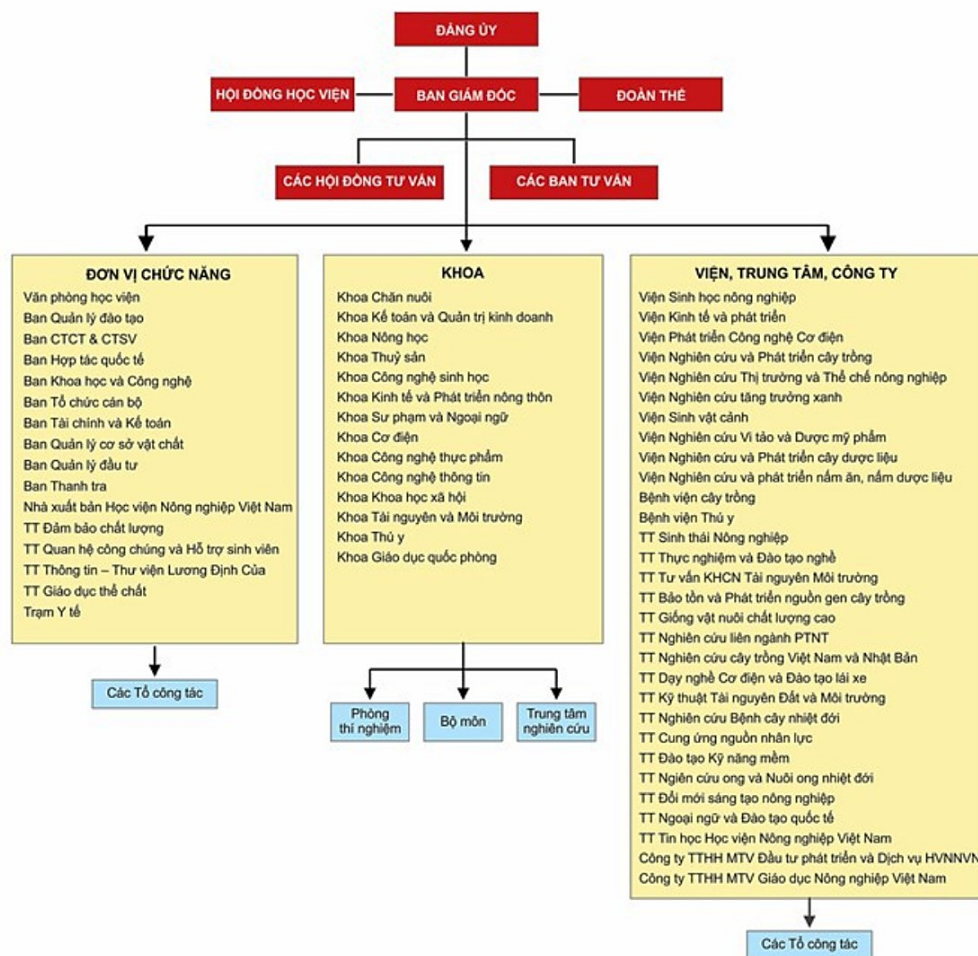 ĐẢNG ỦY
HỘI ĐỒNG HỌC VIỆN
BAN GIÁM ĐỐC
ĐOÀN THỂ
CÁC HỘI ĐỒNG TƯ VẤN
CÁC BAN TƯ VẤN
ĐƠN VỊ CHỨC NĂNG
Văn phòng học viện
Ban Quản lý đào tạo
Ban CTCT & CTSV
Ban Hợp tác quốc tế
Ban Khoa học và Công nghệ
Ban Tổ chức cán bộ
Ban Tài chính và Kế toán
Ban Quản lý cơ sở vật chất
Ban Quản lý đầu tư
Ban Thanh tra
Nhà xuất bản Học viện Nông nghiệp Việt Nam
TT Đảm bảo chất lượng
TT Quan hệ công chúng và Hỗ trợ sinh viên
TT Thông tin – Thư viện Lương Định Của
TT Giáo dục thể chất
Trạm Y tế
Các Tổ công tác
KHOA
Khoa Chăn nuôi
Khoa Kế toán và Quản trị kinh doanh
Khoa Nông học
Khoa Thuỷ sản
Khoa Công nghệ sinh học
Khoa Kinh tế và Phát triển nông thôn
Khoa Sư phạm và Ngoại ngữ
Khoa Cơ điện
Khoa Công nghệ thực phẩm
Khoa Công nghệ thông tin
Khoa Khoa học xã hội
Khoa Tài nguyên và Môi trường
Khoa Thú y
Khoa Giáo dục quốc phòng
Phòng
thí nghiệm
Bộ môn
Trung tâm
nghiên cứu
VIỆN, TRUNG TÂM, CÔNG TY
Viện Sinh học nông nghiệp
Viện Kinh tế và phát triển
Viện Phát triển Công nghệ Cơ điện
Viện Nghiên cứu và Phát triển cây trồng
Viện Nghiên cứu Thị trường và Thể chế nông nghiệp
Viện Nghiên cứu tăng trưởng xanh
Viện Sinh vật cảnh
Viện Nghiên cứu Vi tảo và Dược mỹ phẩm
Viện Nghiên cứu và Phát triển cây dược liệu
Viện Nghiên cứu và phát triển nấm ăn, nấm dược liệu
Bệnh viện cây trồng
Bệnh viện Thú y
TT Sinh thái Nông nghiệp
TT Thực nghiệm và Đào tạo nghề
TT Tư vấn KHCN Tài nguyên Môi trường
TT Bảo tồn và Phát triển nguồn gen cây trồng
TT Giống vật nuôi chất lượng cao
TT Nghiên cứu liên ngành PTNT
TT Nghiên cứu cây trồng Việt Nam và Nhật Bản
TT Dạy nghề Cơ điện và Đào tạo lái xe
TT Kỹ thuật Tài nguyên Đất và Môi trường
TT Nghiên cứu Bệnh cây nhiệt đới
TT Cung ứng nguồn nhân lực
TT Đào tạo Kỹ năng mềm
TT Ngiên cứu ong và Nuôi ong nhiệt đới
TT Đổi mới sáng tạo nông nghiệp
TT Ngoại ngữ và Đào tạo quốc tế
TT Tin học Học viện Nông nghiệp Việt Nam
Công ty TTHH MTV Đầu tư phát triển và Dịch vụ HVNNVN
Công ty TTHH MTV Giáo dục Nông nghiệp Việt Nam
Các Tổ công tác